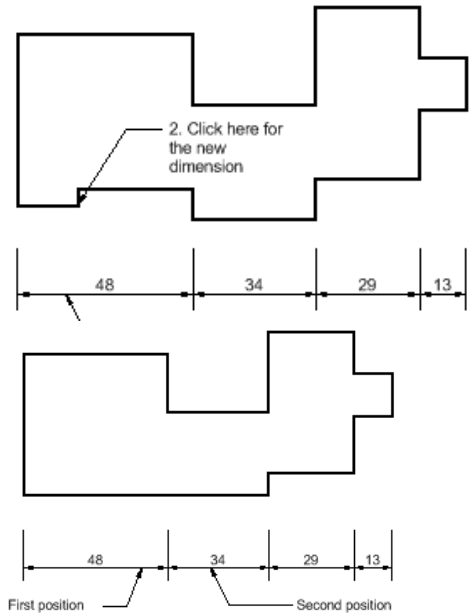 2. Click here for
the new
dimension
48 34 29 13
48 34 29 13
First position Second position